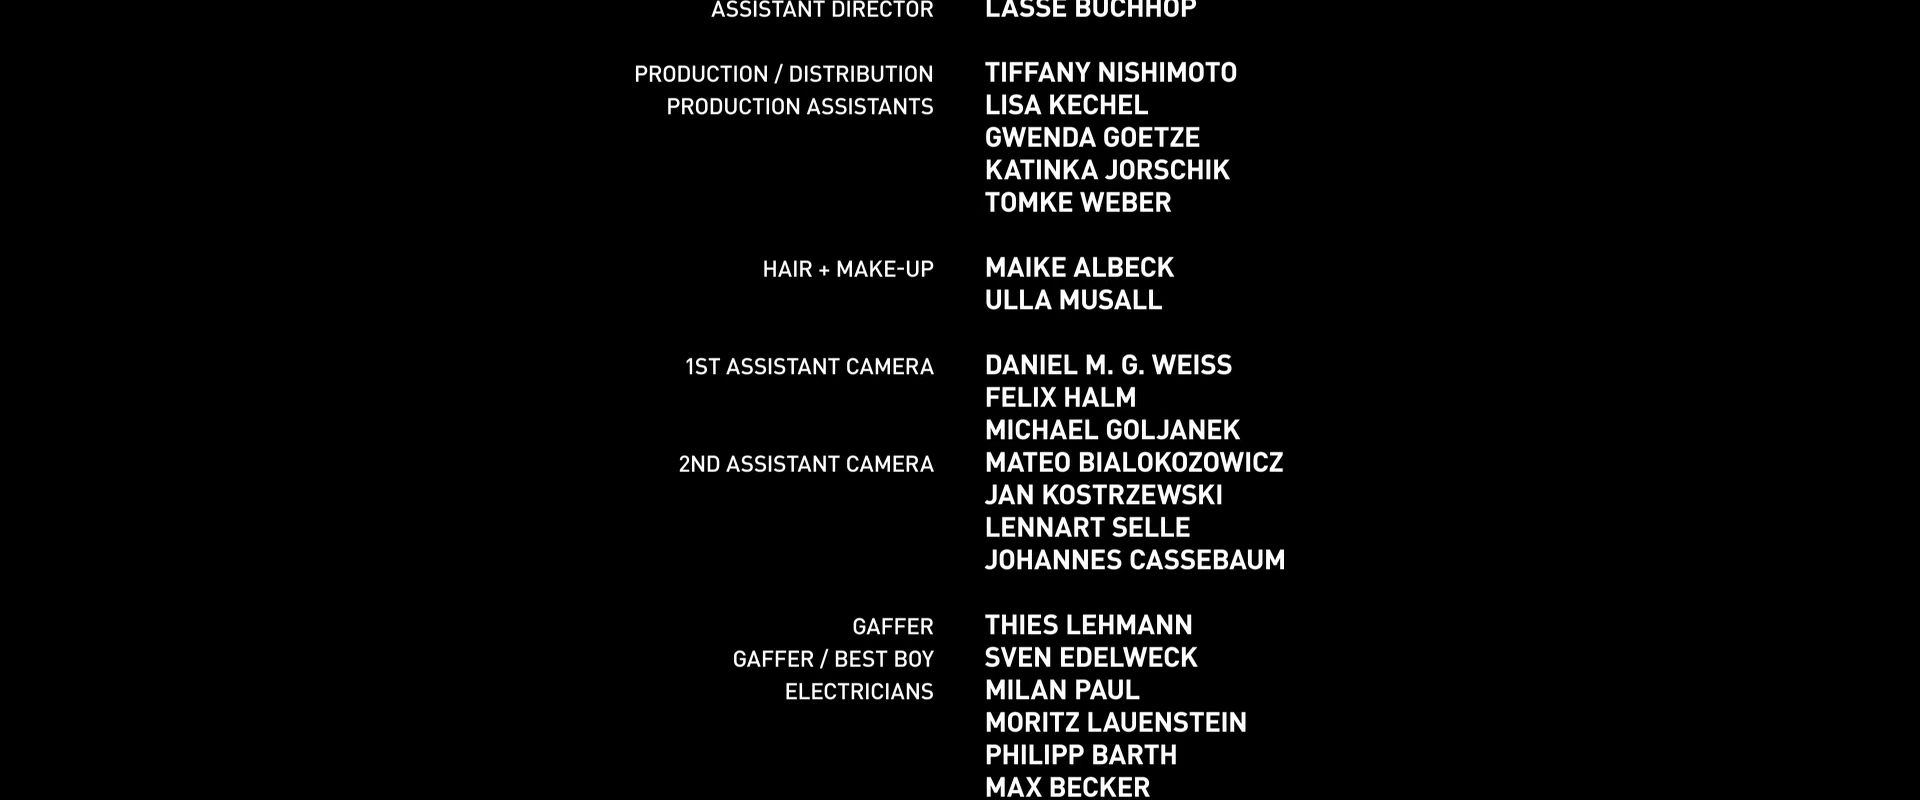 ASSISTANT DIRECTOR LASSE BUCHHOP
PRODUCTION / DISTRIBUTION TIFFANY NISHIMOTO
PRODUCTION ASSISTANTS LISA KECHEL
GWENDA GOETZE
KATINKA JORSCHIK
TOMKE WEBER
HAIR + MAKE-UP MAIKE ALBECK
ULLA MUSALL
1ST ASSISTANT CAMERA DANIEL M. G. WEISS
FELIX HALM
MICHAEL GOLJANEK
2ND ASSISTANT CAMERA MATEO BIALOKOZOWICZ
JAN KOSTRZEWSKI
LENNART SELLE
JOHANNES CASSEBAUM
GAFFER THIES LEHMANN
GAFFER / BEST BOY SVEN EDELWECK
ELECTRICIANS MILAN PAUL
MORITZ LAUENSTEIN
PHILIPP BARTH
MAX BECKER